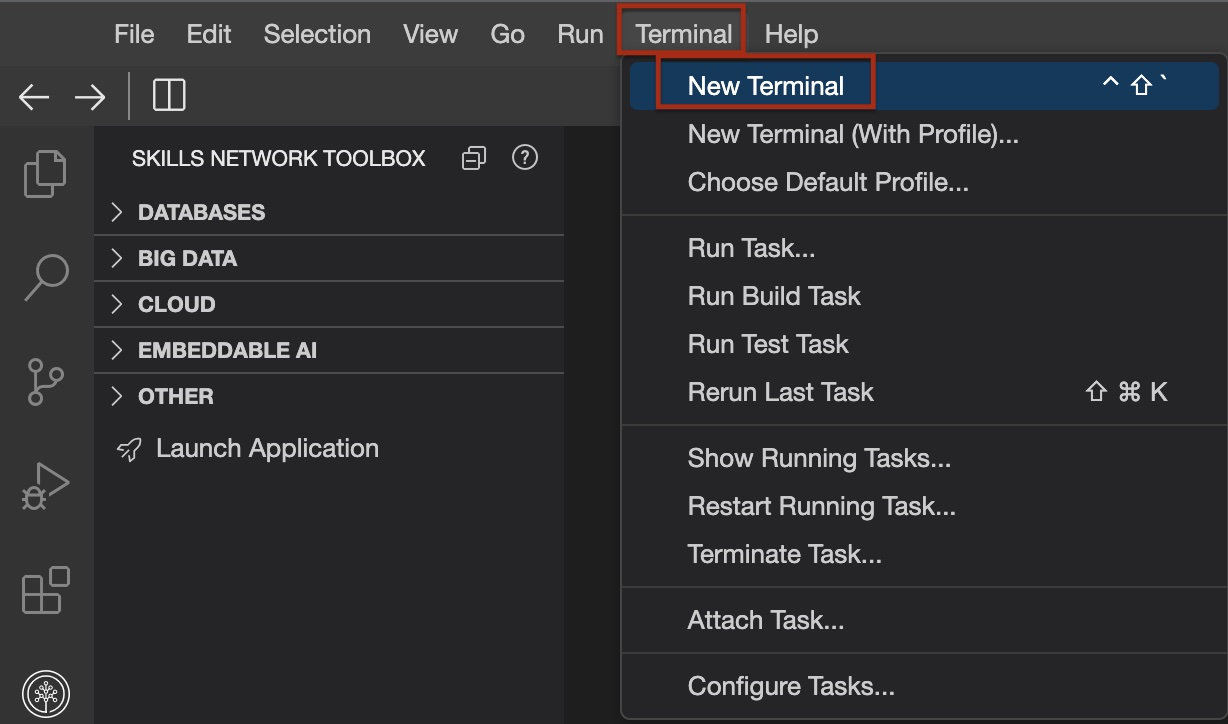 File Edit Selection View Go Run Terminal Help
SKILLS NETWORK TOOLBOX
DATABASES
BIG DATA
CLOUD
EMBEDDABLE AI
OTHER
Launch Application
New Terminal ^ ⇧ `
New Terminal (With Profile)...
Choose Default Profile...
Run Task...
Run Build Task
Run Test Task
Rerun Last Task ⇧ ⌘ K
Show Running Tasks...
Restart Running Task...
Terminate Task...
Attach Task...
Configure Tasks...